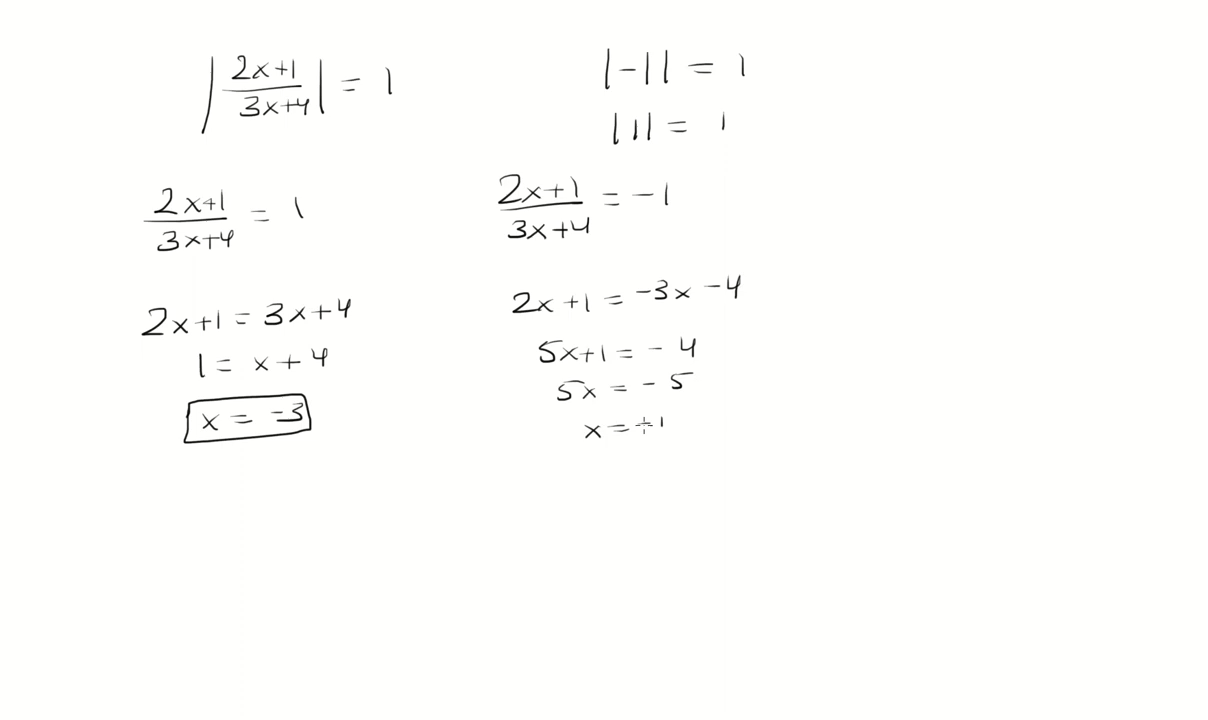 |2x+1/3x+4| = 1
|-1| = 1
|1| = 1
2x+1/3x+4 = 1
2x+1 = 3x+4
1 = x+4
x = -3
2x+1/3x+4 = -1
2x+1 = -3x-4
5x+1 = -4
5x = -5
x =